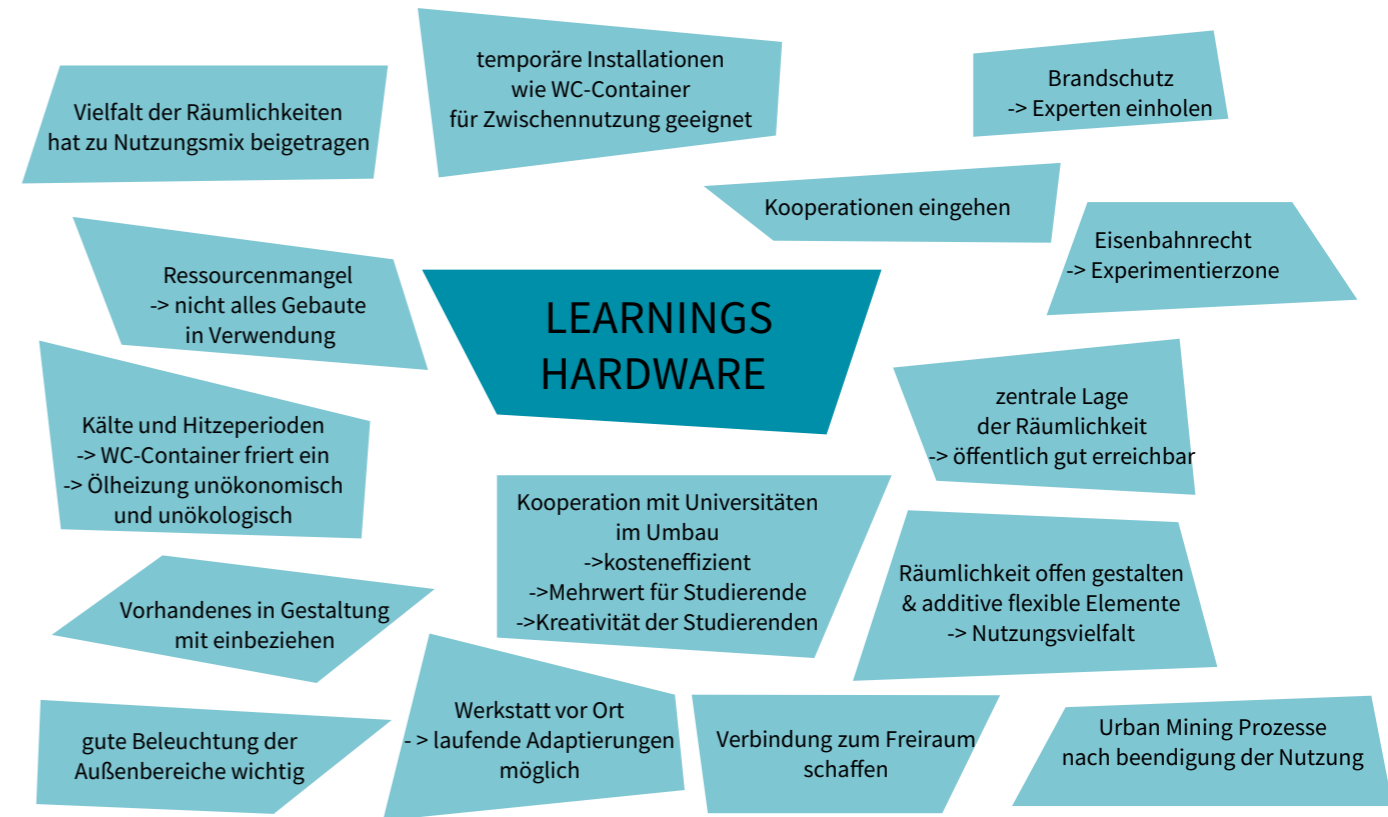 temporäre Installationen
wie WC-Container
für Zwischennutzung geeignet
Vielfalt der Räumlichkeiten
hat zu Nutzungsmix beigetragen
Brandschutz
-> Experten einholen
Kooperationen eingehen
Eisenbahnrecht
-> Experimentierzone
Ressourcenmangel
-> nicht alles Gebaute
in Verwendung
LEARNINGS
HARDWARE
zentrale Lage
der Räumlichkeit
-> öffentlich gut erreichbar
Kälte und Hitzeperioden
-> WC-Container friert ein
-> Ölheizung unökonomisch
und unökologisch
Kooperation mit Universitäten
im Umbau
->kosteneffizient
->Mehrwert für Studierende
->Kreativität der Studierenden
Räumlichkeit offen gestalten
& additive flexible Elemente
-> Nutzungsvielfalt
Vorhandenes in Gestaltung
mit einbeziehen
gute Beleuchtung der
Außenbereiche wichtig
Werkstatt vor Ort
- > laufende Adaptierungen
möglich
Verbindung zum Freiraum
schaffen
Urban Mining Prozesse
nach beendigung der Nutzung